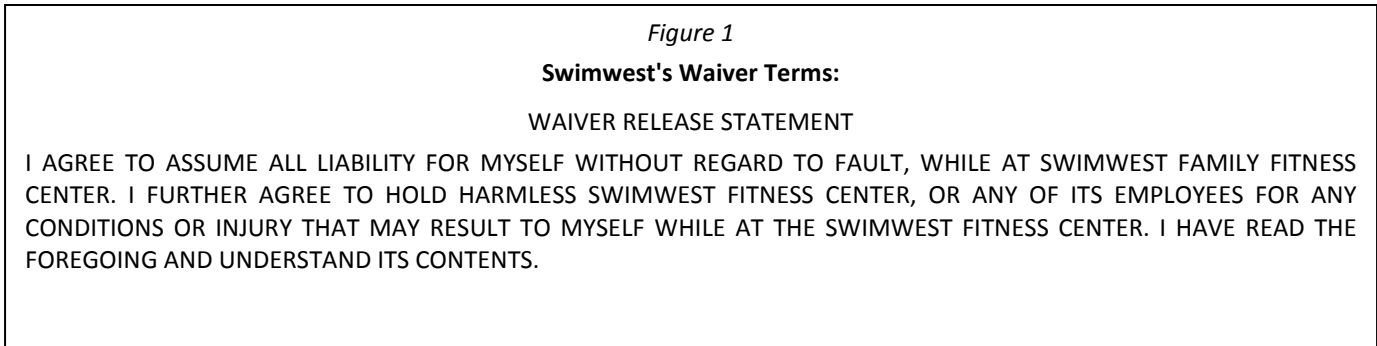 Figure 1
Swimwest's Waiver Terms:
WAIVER RELEASE STATEMENT
I AGREE TO ASSUME ALL LIABILITY FOR MYSELF WITHOUT REGARD TO FAULT, WHILE AT SWIMWEST FAMILY FITNESS
CENTER. I FURTHER AGREE TO HOLD HARMLESS SWIMWEST FITNESS CENTER, OR ANY OF ITS EMPLOYEES FOR ANY
CONDITIONS OR INJURY THAT MAY RESULT TO MYSELF WHILE AT THE SWIMWEST FITNESS CENTER. I HAVE READ THE
FOREGOING AND UNDERSTAND ITS CONTENTS.